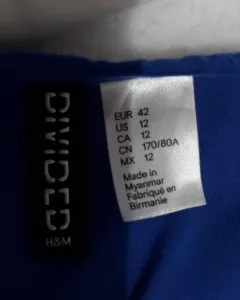 DIVIDED
H&M
EUR 42
US 12
CA 12
CN 170/80A
MX 12
Made in
Myanmar
Fabriqué en
Birmanie